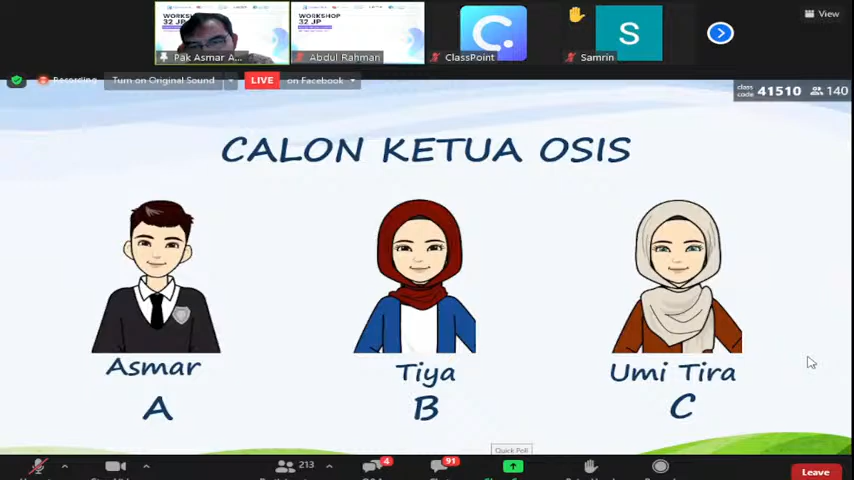 WORKSHOP
32 JP
WORKSHOP
32 JP
Pak Asmar A...
Abdul Rahman
ClassPoint
S
Samrin
View
Recording
Turn on Original Sound
LIVE
on Facebook
class code 41510
140
CALON KETUA OSIS
Asmar
Tiya
Umi Tira
A
B
C
Quick Poll
213
4
91
Leave